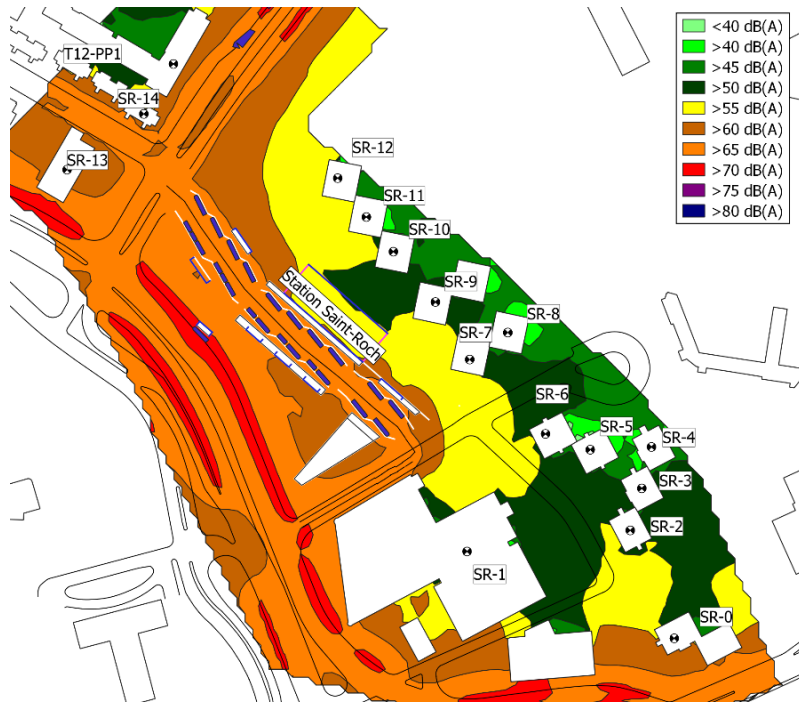 <40 dB(A)
>40 dB(A)
>45 dB(A)
>50 dB(A)
>55 dB(A)
>60 dB(A)
>65 dB(A)
>70 dB(A)
>75 dB(A)
>80 dB(A)
T12-PP1
SR-14
SR-13
SR-12
SR-11
SR-10
SR-9
Station Saint-Roch
SR-8
SR-7
SR-6
SR-5
SR-4
SR-3
SR-2
SR-1
SR-0